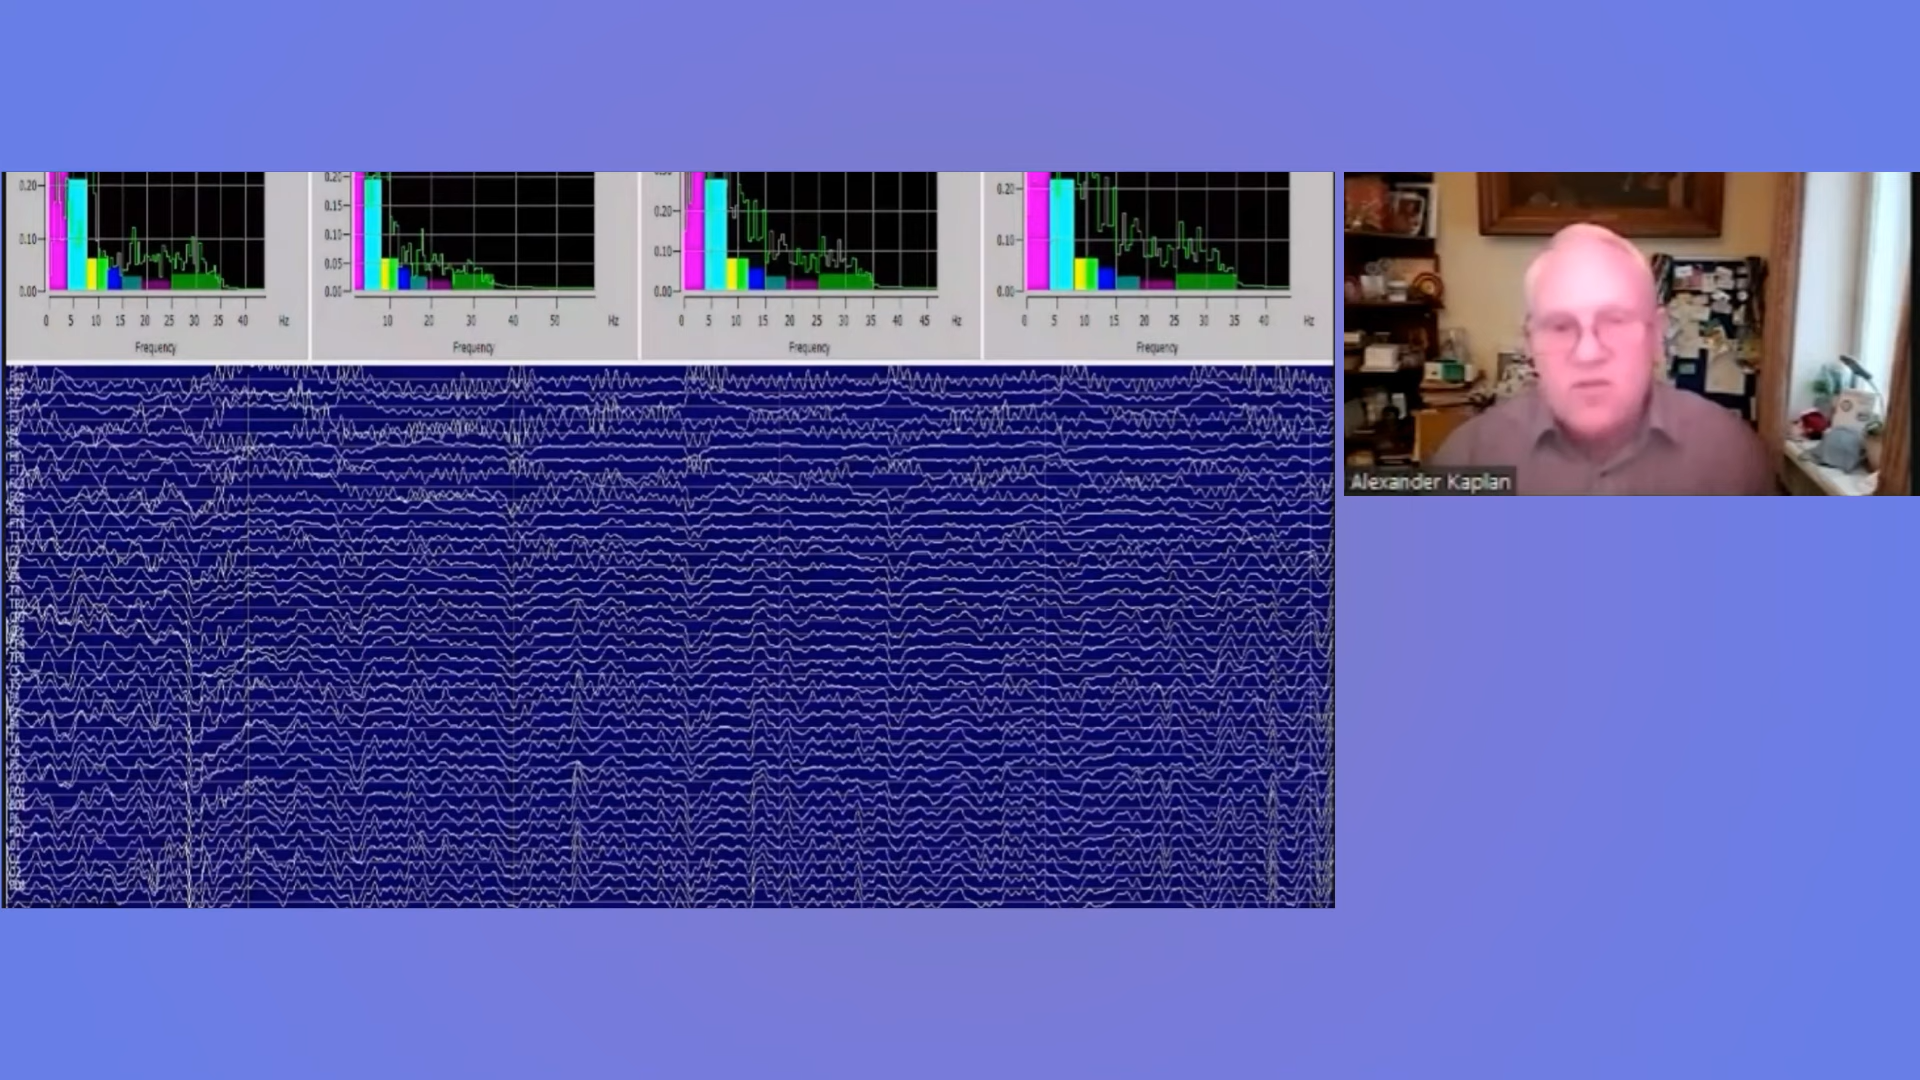 0.20
0.10
0.00
0 5 10 15 20 25 30 35 40 Hz
Frequency
0.20
0.15
0.10
0.05
0.00
10 20 30 40 50 Hz
Frequency
0.20
0.10
0.00
0 5 10 15 20 25 30 35 40 45 Hz
Frequency
0.20
0.10
0.00
0 5 10 15 20 25 30 35 40 Hz
Frequency
Alexander Kaplan